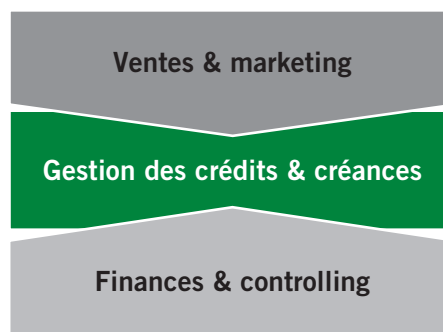 Ventes & marketing
Gestion des crédits & créances
Finances & controlling